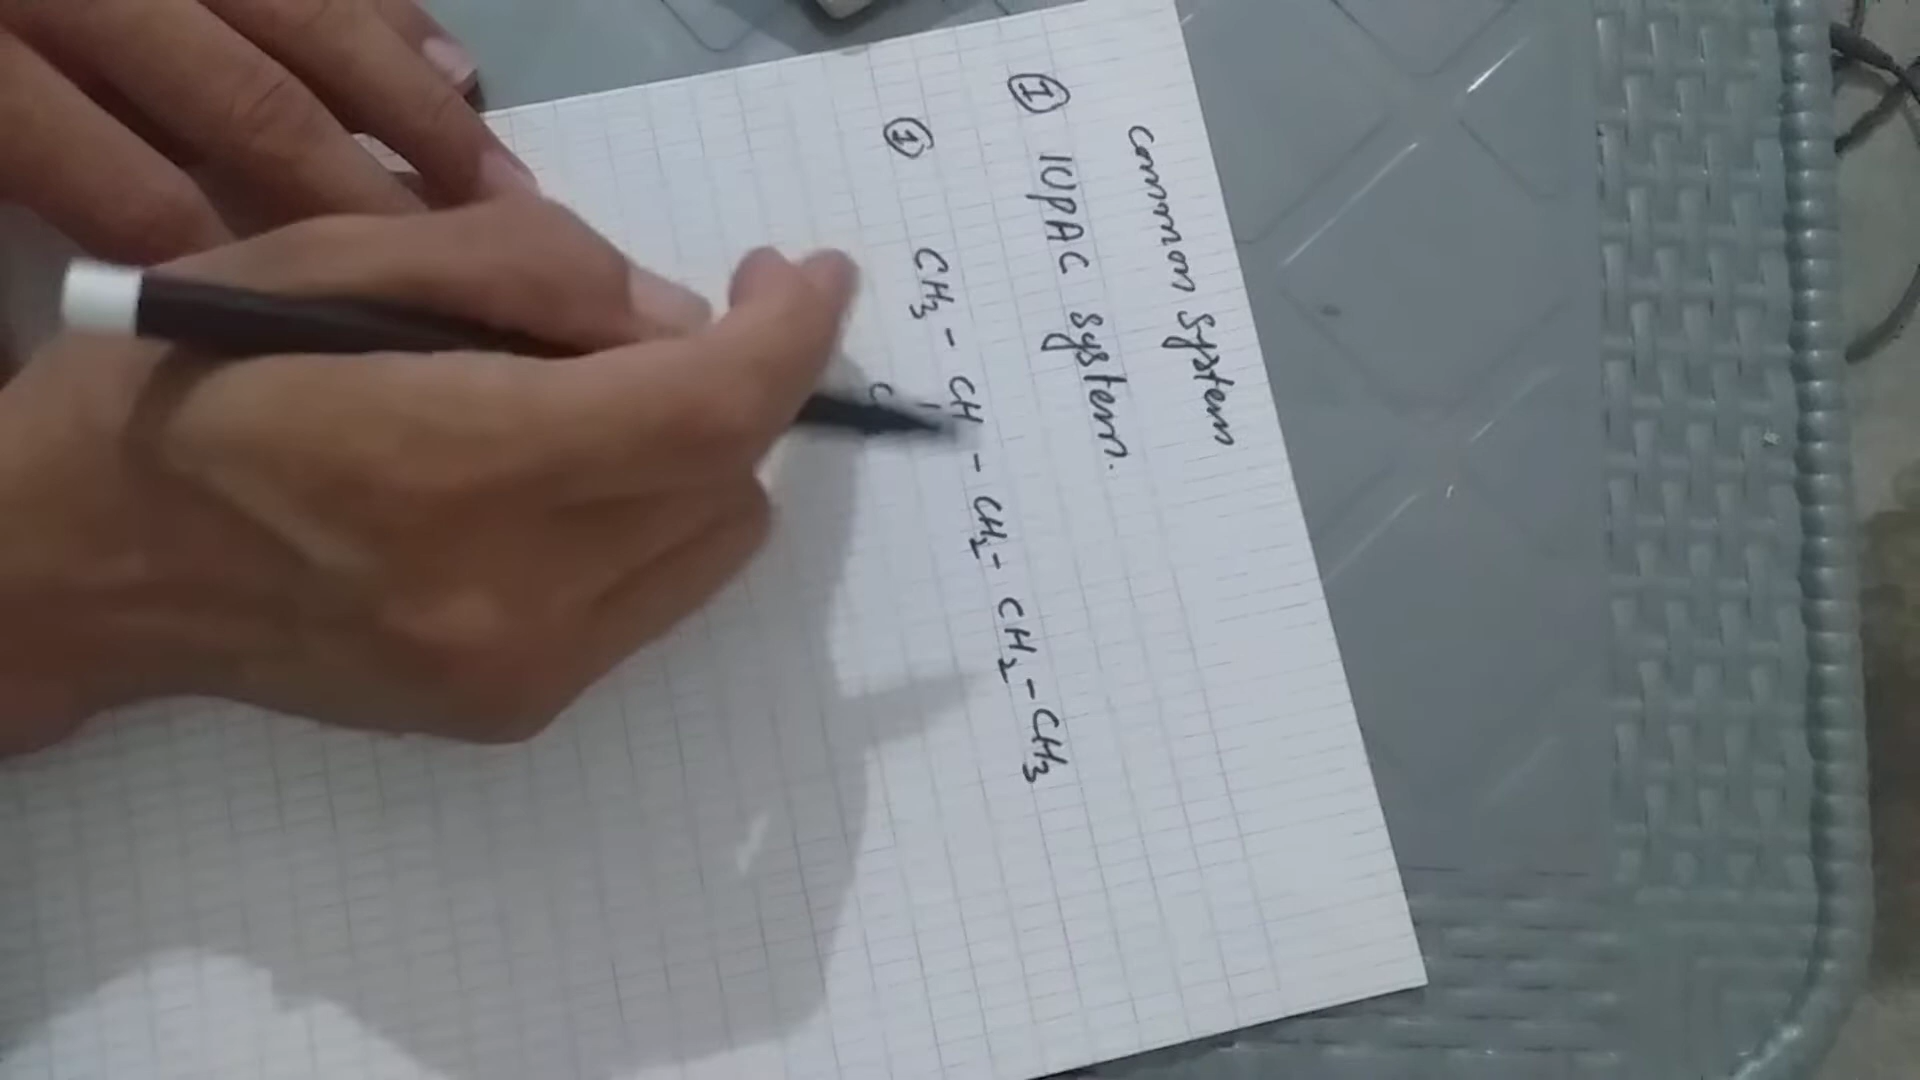 common System
① IUPAC System.
① CH₃ - CH - CH₂ - CH₂ - CH₃
C